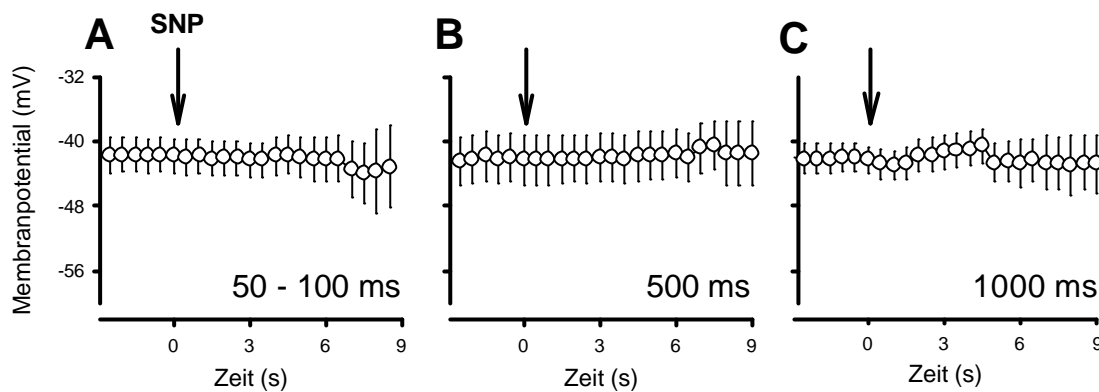 A SNP B C
Membranpotential (mV)
-32
-40
-48
-56
50 - 100 ms 500 ms 1000 ms
0 3 6 9 0 3 6 9 0 3 6 9
Zeit (s) Zeit (s) Zeit (s)